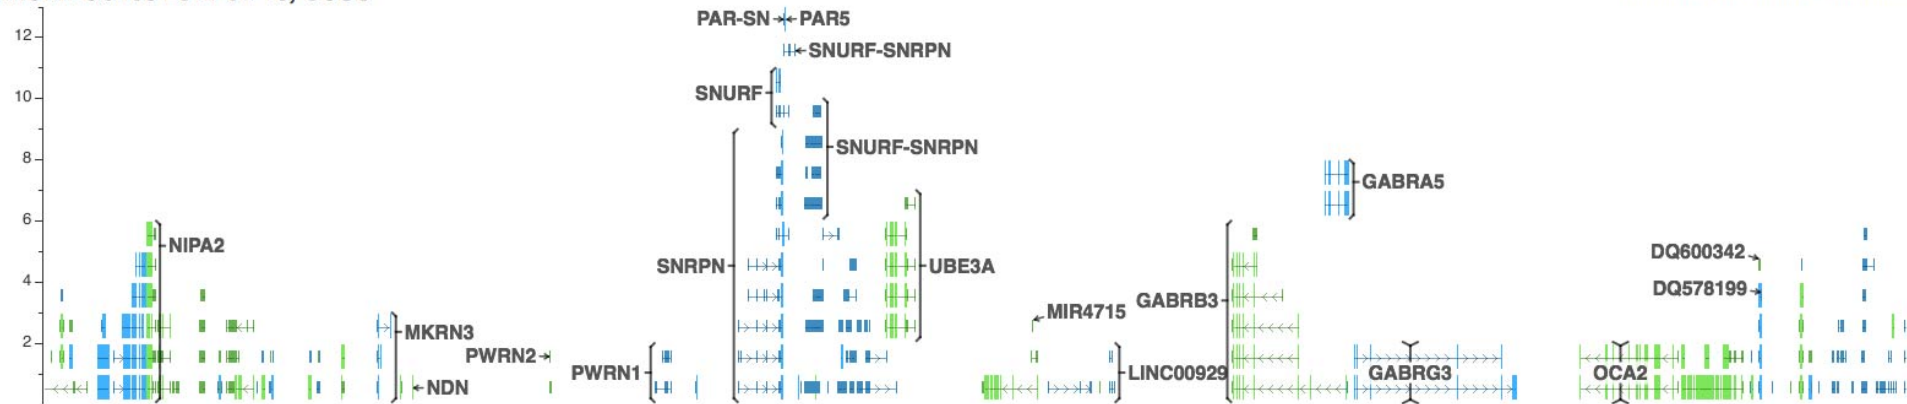 PAR-SN PAR5
12
SNURF-SNRPN
10
SNURF
8
SNURF-SNRPN
GABRA5
6
NIPA2
SNRPN
UBE3A
DQ600342
4
DQ578199
GABRB3
MIR4715
MKRN3
2
PWRN2
PWRN1
LINC00929
GABRG3
OCA2
NDN